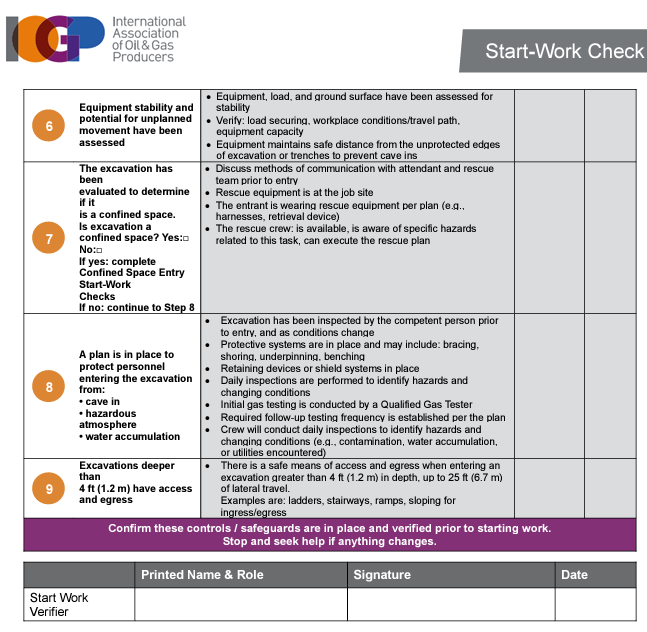 IOGP
International
Association
of Oil & Gas
Producers
Start-Work Check
6
Equipment stability and
potential for unplanned
movement have been
assessed
• Equipment, load, and ground surface have been assessed for
stability
• Verify: load securing, workplace conditions/travel path,
equipment capacity
• Equipment maintains safe distance from the unprotected edges
of excavation or trenches to prevent cave ins
7
The excavation has
been
evaluated to determine
if it
is a confined space.
Is excavation a
confined space? Yes:□
No:□
If yes: complete
Confined Space Entry
Start-Work
Checks
If no: continue to Step 8
• Discuss methods of communication with attendant and rescue
team prior to entry
• Rescue equipment is at the job site
• The entrant is wearing rescue equipment per plan (e.g.,
harnesses, retrieval device)
• The rescue crew: is available, is aware of specific hazards
related to this task, can execute the rescue plan
8
A plan is in place to
protect personnel
entering the excavation
from:
• cave in
• hazardous
atmosphere
• water accumulation
• Excavation has been inspected by the competent person prior
to entry, and as conditions change
• Protective systems are in place and may include: bracing,
shoring, underpinning, benching
• Retaining devices or shield systems in place
• Daily inspections are performed to identify hazards and
changing conditions
• Initial gas testing is conducted by a Qualified Gas Tester
• Required follow-up testing frequency is established per the plan
• Crew will conduct daily inspections to identify hazards and
changing conditions (e.g., contamination, water accumulation,
or utilities encountered)
9
Excavations deeper
than
4 ft (1.2 m) have access
and egress
• There is a safe means of access and egress when entering an
excavation greater than 4 ft (1.2 m) in depth, up to 25 ft (6.7 m)
of lateral travel.
Examples are: ladders, stairways, ramps, sloping for
ingress/egress
Confirm these controls / safeguards are in place and verified prior to starting work.
Stop and seek help if anything changes.
Printed Name & Role
Signature
Date
Start Work
Verifier